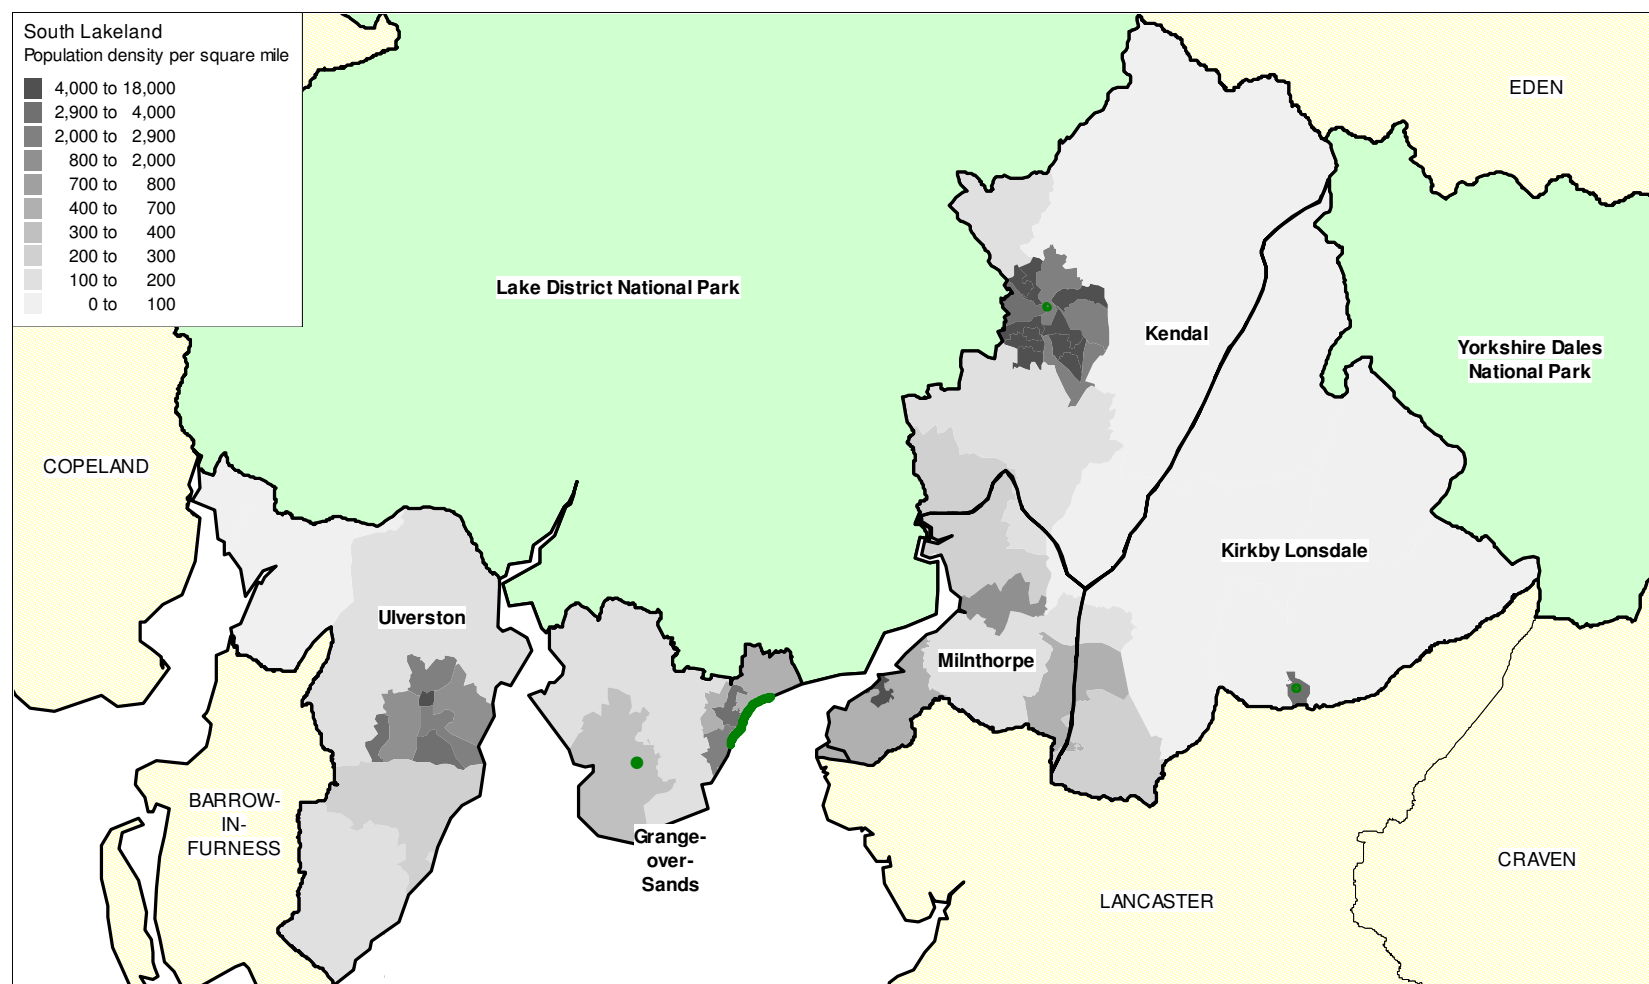 South Lakeland
Population density per square mile
4,000 to 18,000
2,900 to 4,000
2,000 to 2,900
800 to 2,000
700 to 800
400 to 700
300 to 400
200 to 300
100 to 200
0 to 100
EDEN
Lake District National Park
Kendal
Yorkshire Dales
National Park
COPELAND
Kirkby Lonsdale
Ulverston
Milnthorpe
BARROW-
IN-
FURNESS
Grange-
over-
Sands
CRAVEN
LANCASTER